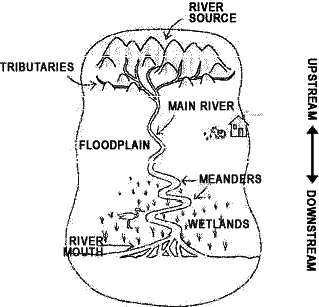 RIVER
SOURCE
TRIBUTARIES
MAIN RIVER
FLOODPLAIN
MEANDERS
WETLANDS
RIVER
MOUTH
UPSTREAM
DOWNSTREAM